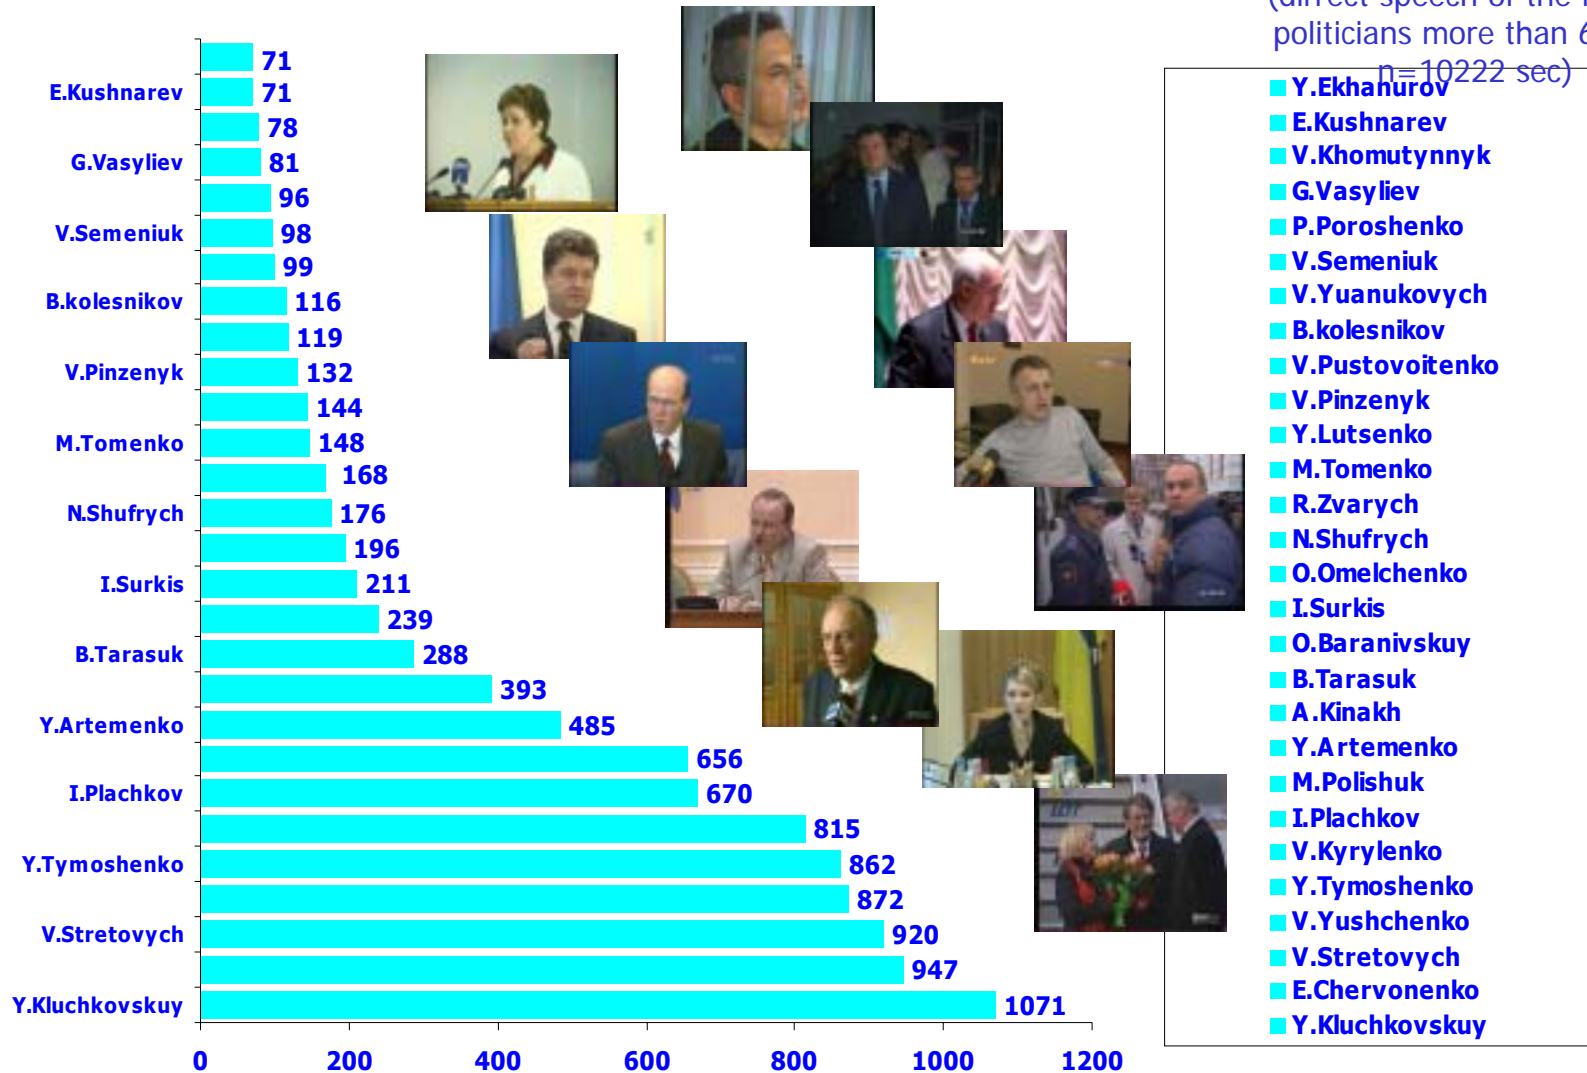 (dirrect speech of the
politicians more than
n=10222 sec)
71
E.Kushnarev 71
78
G.Vasyliev 81
96
V.Semeniuk 98
99
B.kolesnikov 116
119
V.Pinzenyk 132
144
M.Tomenko 148
168
N.Shufrych 176
196
I.Surkis 211
239
B.Tarasuk 288
393
Y.Artemenko 485
656
I.Plachkov 670
815
Y.Tymoshenko 862
872
V.Stretovych 920
947
Y.Kluchkovskuy 1071
0 200 400 600 800 1000 1200
Y.Ekhanurov
E.Kushnarev
V.Khomutynnyk
G.Vasyliev
P.Poroshenko
V.Semeniuk
V.Yuanukovych
B.kolesnikov
V.Pustovoitenko
V.Pinzenyk
Y.Lutsenko
M.Tomenko
R.Zvarych
N.Shufrych
O.Omelchenko
I.Surkis
O.Baranivskuy
B.Tarasuk
A.Kinakh
Y.Artemenko
M.Polishuk
I.Plachkov
V.Kyrylenko
Y.Tymoshenko
V.Yushchenko
V.Stretovych
E.Chervonenko
Y.Kluchkovskuy